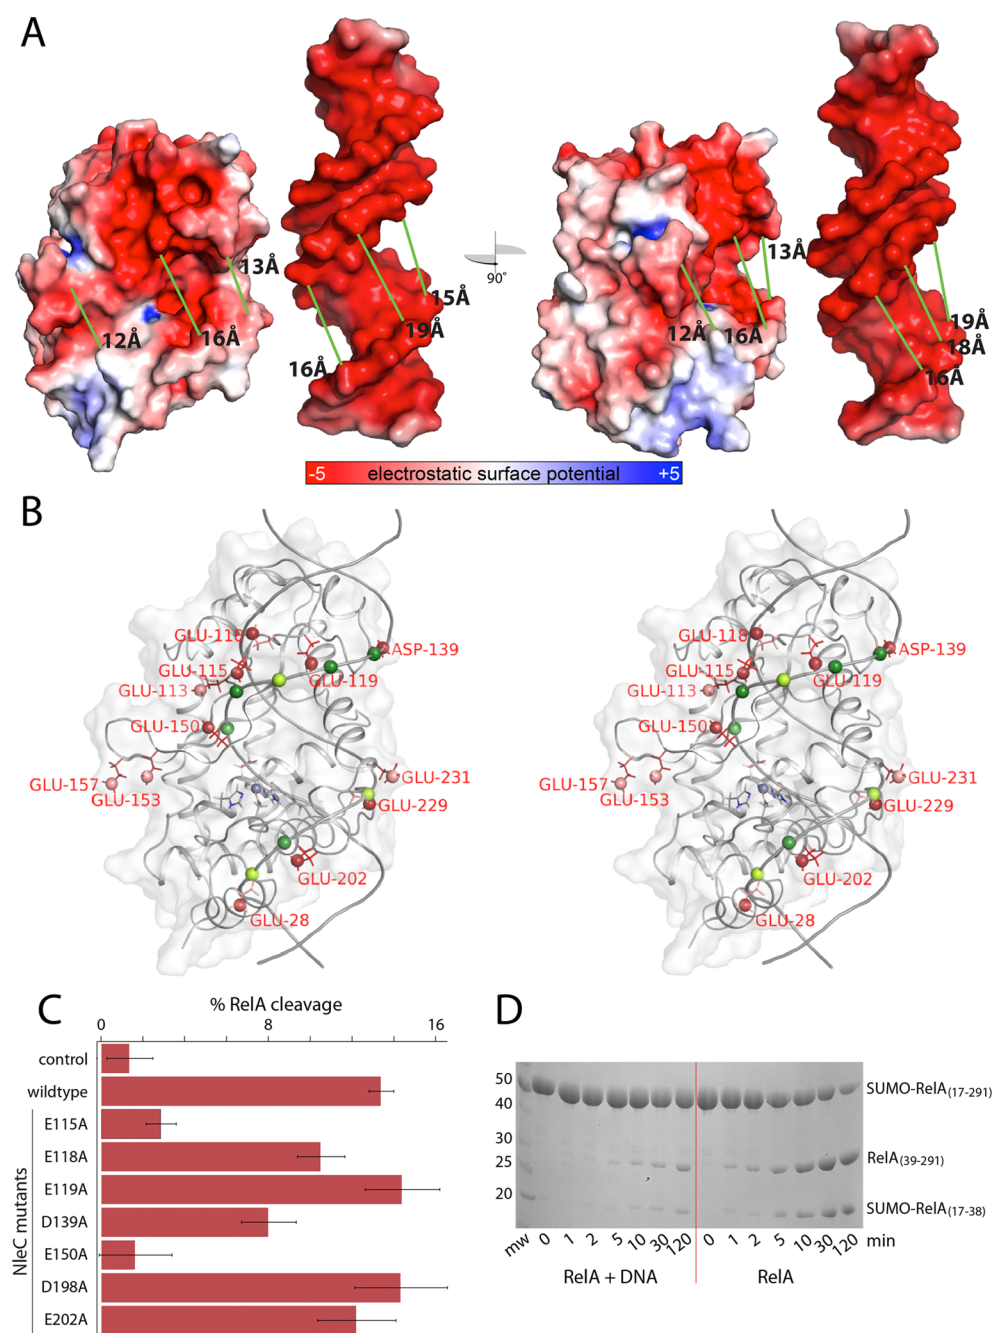 A
13Å
15Å
12Å
16Å
19Å
16Å
90°
13Å
12Å
16Å
19Å
18Å
16Å
-5 electrostatic surface potential +5
B
GLU-118
GLU-115
GLU-113
GLU-119
ASP-139
GLU-150
GLU-157
GLU-153
GLU-231
GLU-229
GLU-202
GLU-28
GLU-118
GLU-115
GLU-113
GLU-119
ASP-139
GLU-150
GLU-157
GLU-153
GLU-231
GLU-229
GLU-202
GLU-28
C
% RelA cleavage
0 8 16
control
wildtype
NleC mutants
E115A
E118A
E119A
D139A
E150A
D198A
E202A
D
50
40
30
25
20
SUMO-RelA(17-291)
RelA(39-291)
SUMO-RelA(17-38)
mw 0 1 2 5 10 30 120 0 1 2 5 10 30 120 min
RelA + DNA RelA